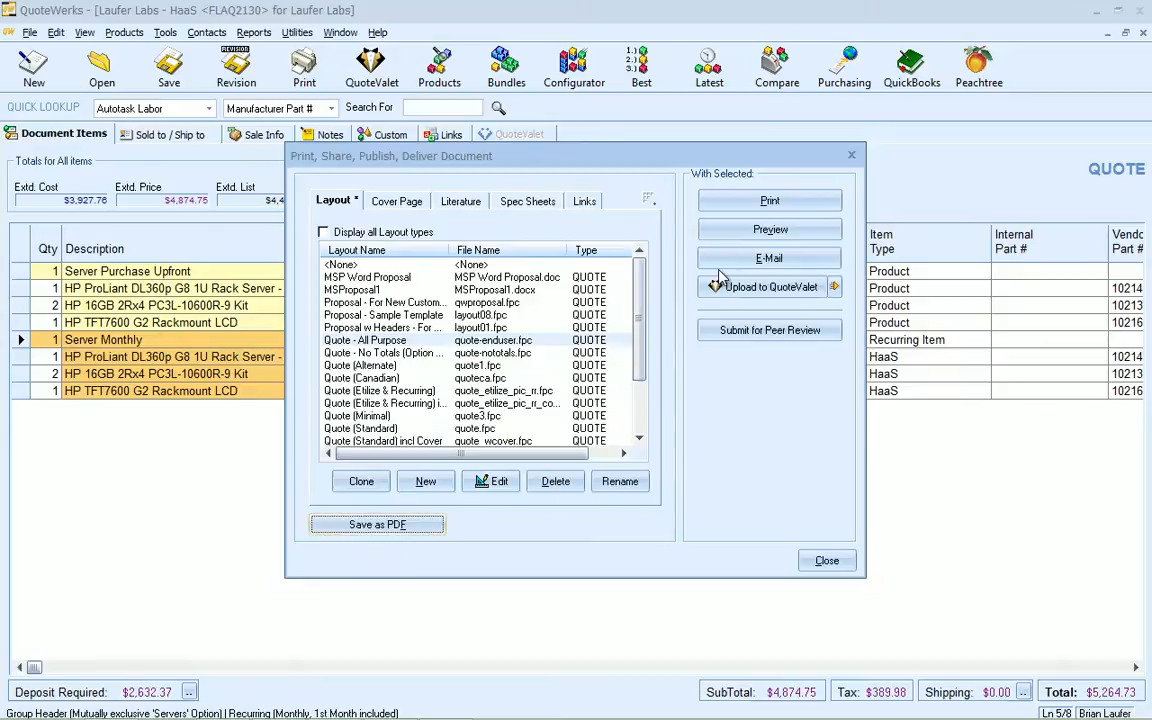 QuoteWerks - [Laufer Labs - HaaS <FLAQ2130> for Laufer Labs]
File Edit View Products Tools Contacts Reports Utilities Window Help
REVISION
1.) 2.) 3.)
New Open Save Revision Print QuoteValet Products Bundles Configurator Best Latest Compare Purchasing QuickBooks Peachtree
QUICK LOOKUP Autotask Labor Manufacturer Part # Search For
Document Items Sold to / Ship to Sale Info Notes Custom Links QuoteValet
Totals for All items
QUOTE
Extd. Cost Extd. Price Extd. List
$3,927.76 $4,874.75 $4,4
Qty Description Item Type Internal Part # Vendo
1 Server Purchase Upfront Product
1 HP ProLiant DL360p G8 1U Rack Server - Product 10214
2 HP 16GB 2Rx4 PC3L-10600R-9 Kit Product 10213
1 HP TFT7600 G2 Rackmount LCD Product 10216
1 Server Monthly Recurring Item
1 HP ProLiant DL360p G8 1U Rack Server - HaaS 10214
2 HP 16GB 2Rx4 PC3L-10600R-9 Kit HaaS 10213
1 HP TFT7600 G2 Rackmount LCD HaaS 10216
Print, Share, Publish, Deliver Document
Layout * Cover Page Literature Spec Sheets Links
Display all Layout types
Layout Name File Name Type
<None> <None>
MSP Word Proposal MSP Word Proposal.doc QUOTE
MSProposal1 MSProposal1.docx QUOTE
Proposal - For New Custom... qwproposal.fpc QUOTE
Proposal - Sample Template layout08.fpc QUOTE
Proposal w Headers - For ... layout01.fpc QUOTE
Quote - All Purpose quote-enduser.fpc QUOTE
Quote - No Totals (Option ... quote-nototals.fpc QUOTE
Quote (Alternate) quote1.fpc QUOTE
Quote (Canadian) quoteca.fpc QUOTE
Quote (Etilize & Recurring) quote_etilize_pic_rr.fpc QUOTE
Quote (Etilize & Recurring) i... quote_etilize_pic_rr_co... QUOTE
Quote (Minimal) quote3.fpc QUOTE
Quote (Standard) quote.fpc QUOTE
Quote (Standard) incl Cover quote_wcover.fpc QUOTE
Clone New Edit Delete Rename
Save as PDF
With Selected:
Print
Preview
E-Mail
Upload to QuoteValet
Submit for Peer Review
Close
Deposit Required: $2,632.37 .. SubTotal: $4,874.75 Tax: $389.98 Shipping: $0.00 .. Total: $5,264.73
Group Header (Mutually exclusive 'Servers' Option) | Recurring (Monthly, 1st Month included) Ln 5/8 Brian Laufer